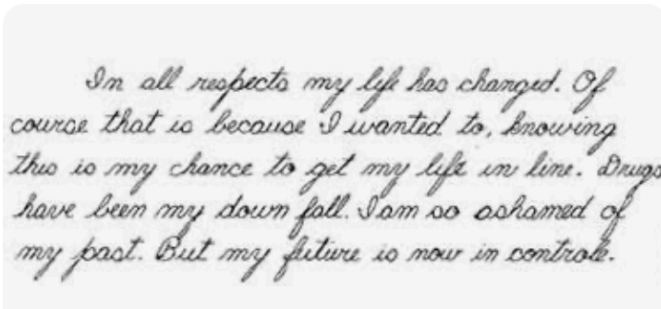 In all respects my life has changed. Of
course that is because I wanted to, knowing
this is my chance to get my life in line. Drugs
have been my down fall. I am so ashamed of
my past. But my future is now in controle.